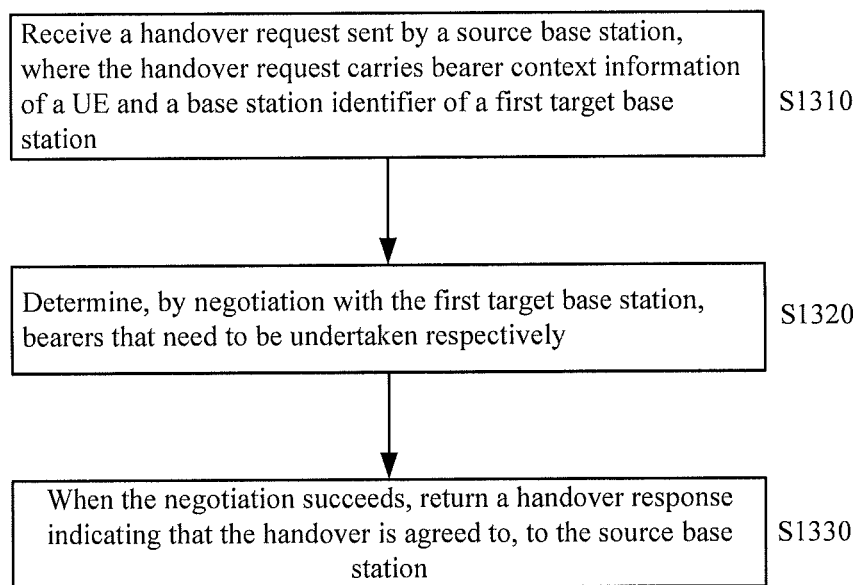 Receive a handover request sent by a source base station,
where the handover request carries bearer context information
of a UE and a base station identifier of a first target base
station
S1310
Determine, by negotiation with the first target base station,
bearers that need to be undertaken respectively
S1320
When the negotiation succeeds, return a handover response
indicating that the handover is agreed to, to the source base
station
S1330